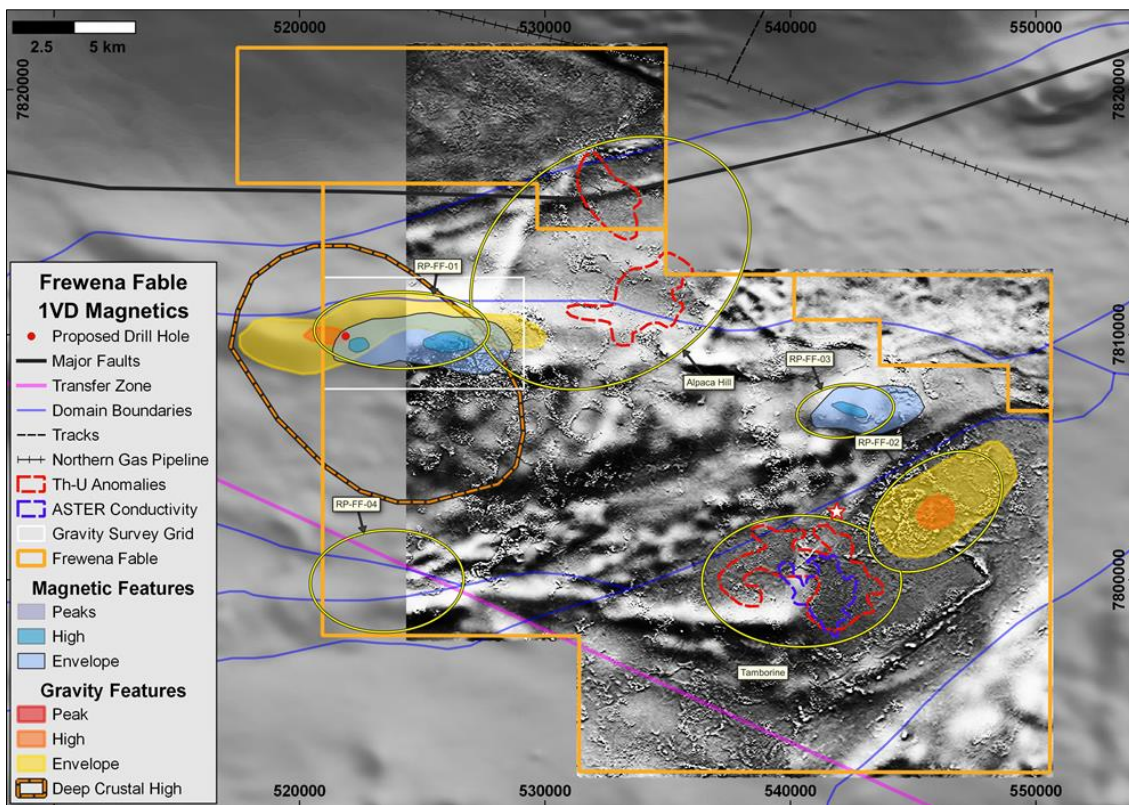 520000
530000
540000
550000
2.5
5 km
7820000
7820000
RP-FF-01
Frewena Fable
1VD Magnetics
Proposed Drill Hole
Major Faults
Transfer Zone
Domain Boundaries
Tracks
Northern Gas Pipeline
Th-U Anomalies
ASTER Conductivity
Gravity Survey Grid
Frewena Fable
Magnetic Features
Peaks
High
Envelope
Gravity Features
Peak
High
Envelope
Deep Crustal High
7810000
RP-FF-03
Alpaca Hill
RP-FF-02
RP-FF-04
7800000
Tamborine
520000
530000
540000
550000